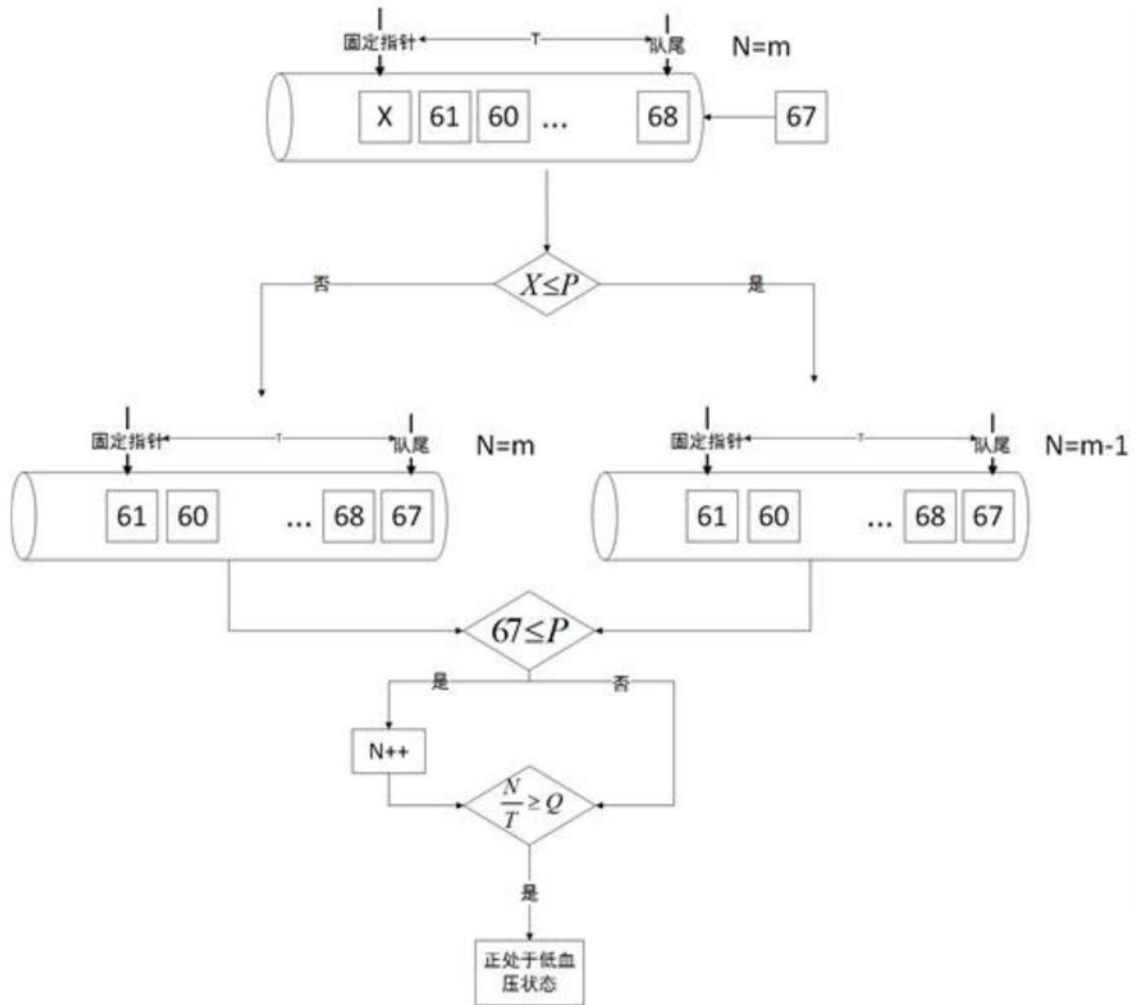 固定指针
T
队尾
N=m
X 61 60 ... 68
67
X≤P
否
是
固定指针
T
队尾
N=m
固定指针
T
队尾
N=m-1
61 60 ... 68 67
61 60 ... 68 67
67≤P
是
否
N++
N/T ≥ Q
是
正处于低血
压状态